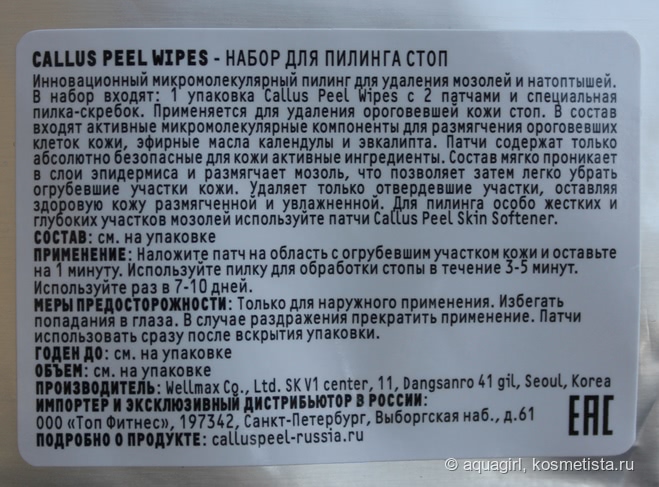 CALLUS PEEL WIPES - НАБОР ДЛЯ ПИЛИНГА СТОП
Инновационный микромолекулярный пилинг для удаления мозолей и натоптышей.
В набор входят: 1 упаковка Callus Peel Wipes с 2 патчами и специальная
пилка-скребок. Применяется для удаления ороговевшей кожи стоп. В состав
входят активные микромолекулярные компоненты для размягчения ороговевших
клеток кожи, эфирные масла календулы и эвкалипта. Патчи содержат только
абсолютно безопасные для кожи активные ингредиенты. Состав мягко проникает
в слои эпидермиса и размягчает мозоль, что позволяет затем легко убрать
огрубевшие участки кожи. Удаляет только отвердевшие участки, оставляя
здоровую кожу размягченной и увлажненной. Для пилинга особо жестких и
глубоких участков мозолей используйте патчи Callus Peel Skin Softener.
СОСТАВ: см. на упаковке
ПРИМЕНЕНИЕ: Наложите патч на область с огрубевшим участком кожи и оставьте
на 1 минуту. Используйте пилку для обработки стопы в течение 3-5 минут.
Используйте раз в 7-10 дней.
МЕРЫ ПРЕДОСТОРОЖНОСТИ: Только для наружного применения. Избегать
попадания в глаза. В случае раздражения прекратить применение. Патчи
использовать сразу после вскрытия упаковки.
ГОДЕН ДО: см. на упаковке
ОБЪЕМ: см. на упаковке
ПРОИЗВОДИТЕЛЬ: Wellmax Co., Ltd. SK V1 center, 11, Dangsanro 41 gil, Seoul, Korea
ИМПОРТЕР И ЭКСКЛЮЗИВНЫЙ ДИСТРИБЬЮТОР В РОССИИ:
ООО «Топ Фитнес», 197342, Санкт-Петербург, Выборгская наб., д.61
ПОДРОБНО О ПРОДУКТЕ: calluspeel-russia.ru
EAC
© aquagirl, kosmetista.ru